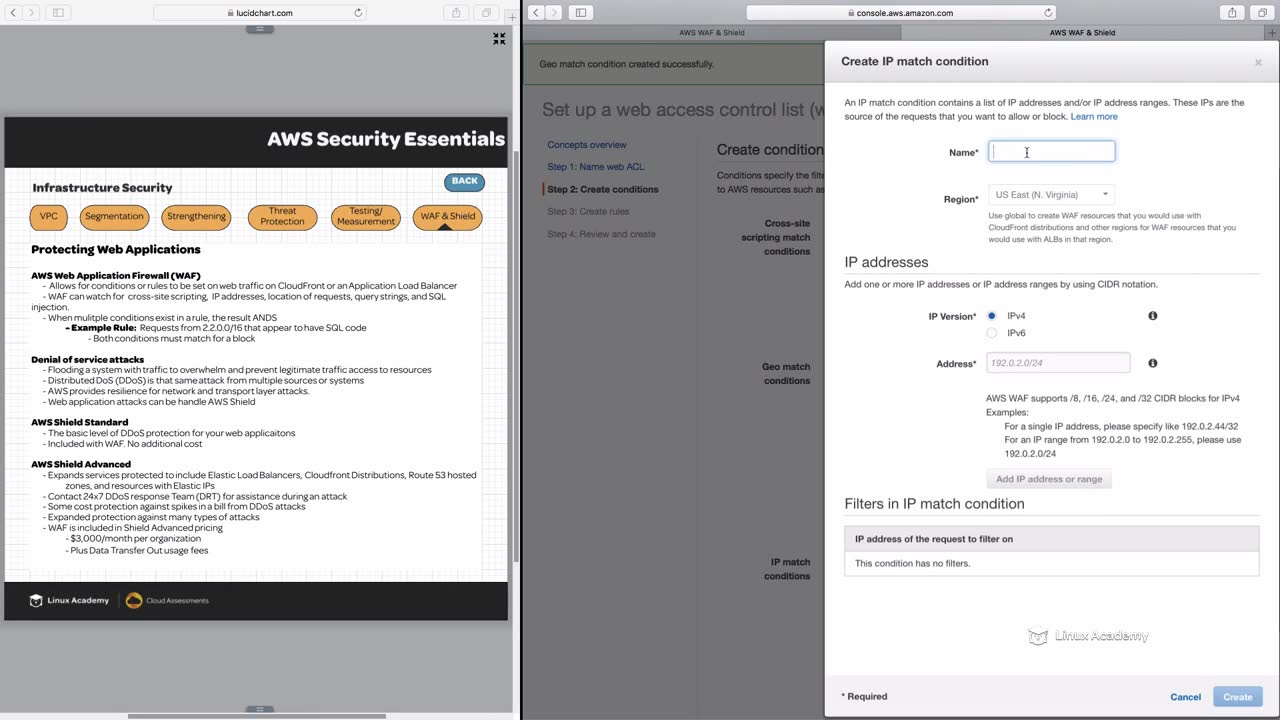 lucidchart.com
AWS Security Essentials
Infrastructure Security
BACK
VPC
Segmentation
Strengthening
Threat
Protection
Testing/
Measurement
WAF & Shield
Protecting Web Applications
AWS Web Application Firewall (WAF)
- Allows for conditions or rules to be set on web traffic on CloudFront or an Application Load Balancer
- WAF can watch for cross-site scripting, IP addresses, location of requests, query strings, and SQL
injection.
- When mulitple conditions exist in a rule, the result ANDS
- Example Rule: Requests from 2.2.0.0/16 that appear to have SQL code
- Both conditions must match for a block
Denial of service attacks
- Flooding a system with traffic to overwhelm and prevent legitimate traffic access to resources
- Distributed DoS (DDoS) is that same attack from multiple sources or systems
- AWS provides resilience for network and transport layer attacks.
- Web application attacks can be handle AWS Shield
AWS Shield Standard
- The basic level of DDoS protection for your web applicaitons
- Included with WAF. No additional cost
AWS Shield Advanced
- Expands services protected to include Elastic Load Balancers, Cloudfront Distributions, Route 53 hosted
zones, and resources with Elastic IPs
- Contact 24x7 DDoS response Team (DRT) for assistance during an attack
- Some cost protection against spikes in a bill from DDoS attacks
- Expanded protection against many types of attacks
- WAF is included in Shield Advanced pricing
- $3,000/month per organization
- Plus Data Transfer Out usage fees
Linux Academy
Cloud Assessments
console.aws.amazon.com
AWS WAF & Shield
AWS WAF & Shield
Geo match condition created successfully.
Set up a web access control list (w
Concepts overview
Step 1: Name web ACL
Step 2: Create conditions
Step 3: Create rules
Step 4: Review and create
Create condition
Conditions specify the filte
to AWS resources such as
Cross-site
scripting match
conditions
Geo match
conditions
IP match
conditions
Create IP match condition
An IP match condition contains a list of IP addresses and/or IP address ranges. These IPs are the
source of the requests that you want to allow or block. Learn more
Name*
Region*
US East (N. Virginia)
Use global to create WAF resources that you would use with
CloudFront distributions and other regions for WAF resources that you
would use with ALBs in that region.
IP addresses
Add one or more IP addresses or IP address ranges by using CIDR notation.
IP Version*
IPv4
IPv6
Address*
192.0.2.0/24
AWS WAF supports /8, /16, /24, and /32 CIDR blocks for IPv4
Examples:
For a single IP address, please specify like 192.0.2.44/32
For an IP range from 192.0.2.0 to 192.0.2.255, please use
192.0.2.0/24
Add IP address or range
Filters in IP match condition
IP address of the request to filter on
This condition has no filters.
Linux Academy
* Required
Cancel
Create